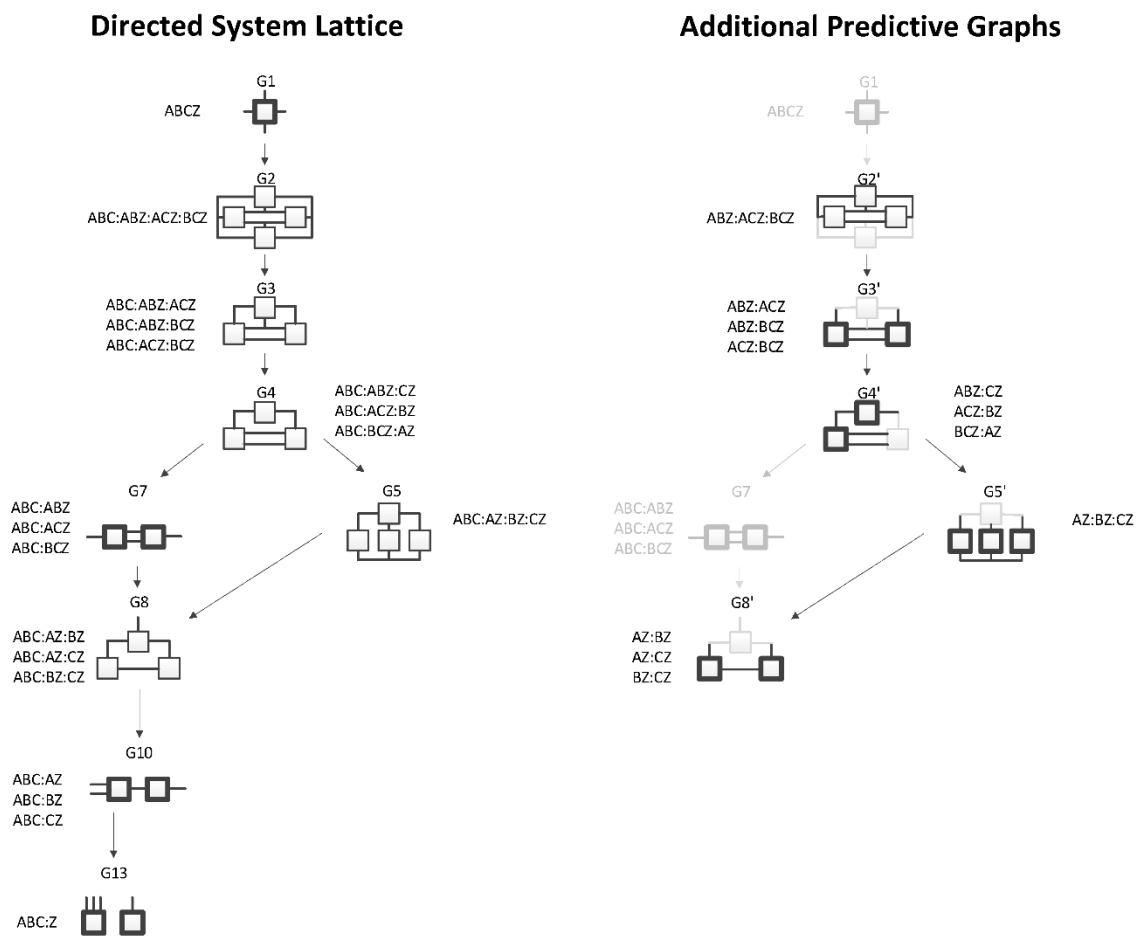 Directed System Lattice
G1
ABCZ
G2
ABC:ABZ:ACZ:BCZ
G3
ABC:ABZ:ACZ
ABC:ABZ:BCZ
ABC:ACZ:BCZ
G4
ABC:ABZ:CZ
ABC:ACZ:BZ
ABC:BCZ:AZ
G7
ABC:ABZ
ABC:ACZ
ABC:BCZ
G5
ABC:AZ:BZ:CZ
G8
ABC:AZ:BZ
ABC:AZ:CZ
ABC:BZ:CZ
G10
ABC:AZ
ABC:BZ
ABC:CZ
G13
ABC:Z
Additional Predictive Graphs
G1
ABCZ
G2'
ABZ:ACZ:BCZ
G3'
ABZ:ACZ
ABZ:BCZ
ACZ:BCZ
G4'
ABZ:CZ
ACZ:BZ
BCZ:AZ
G7
ABC:ABZ
ABC:ACZ
ABC:BCZ
G5'
AZ:BZ:CZ
G8'
AZ:BZ
AZ:CZ
BZ:CZ